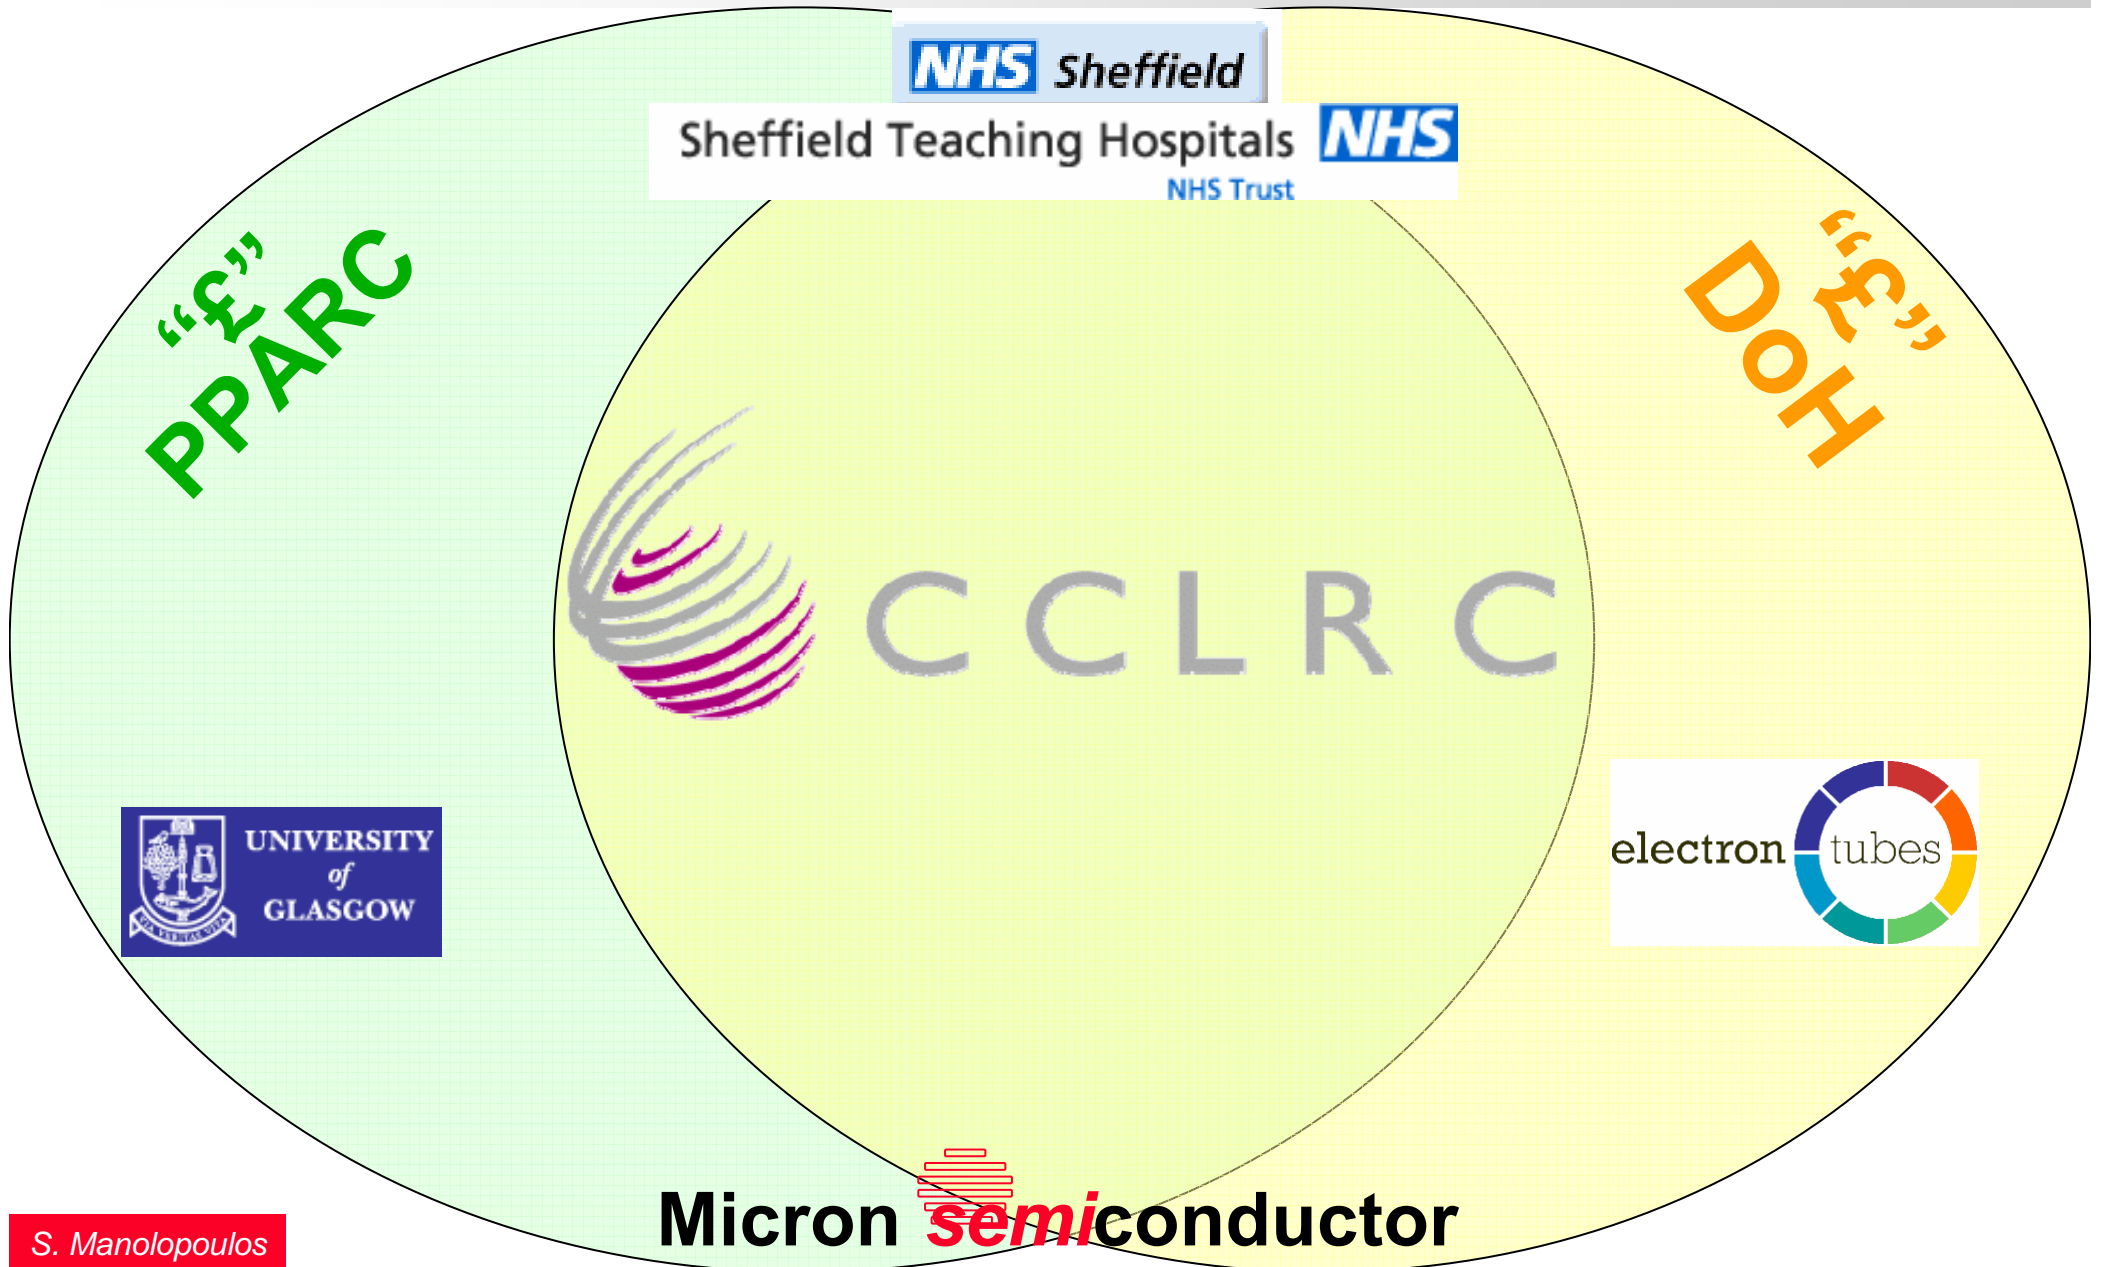 NHS Sheffield
Sheffield Teaching Hospitals NHS
NHS Trust
“£”
PPARC
“£”
DoH
CCLRC
UNIVERSITY
of
GLASGOW
electron tubes
Micron semiconductor
S. Manolopoulos